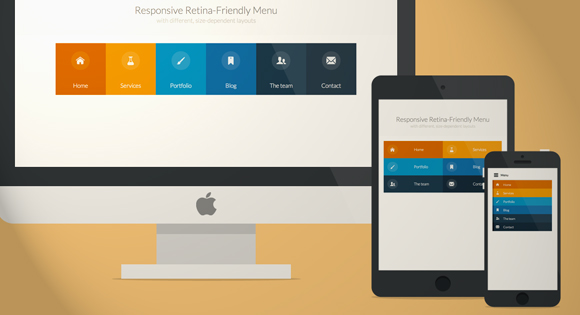 Responsive Retina-Friendly Menu
with different, size-dependent layouts
Home
Services
Portfolio
Blog
The team
Contact
Responsive Retina-Friendly Menu
with different, size-dependent layouts
Home
Services
Portfolio
Blog
The team
Contact
Menu
Home
Services
Portfolio
Blog
The team
Contact